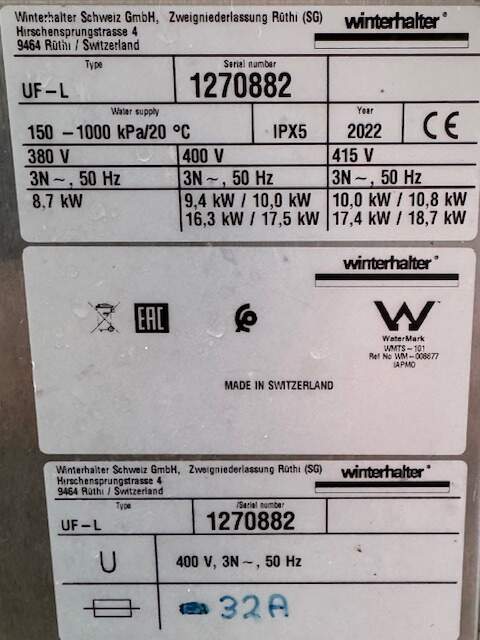 Winterhalter Schweiz GmbH, Zweigniederlassung Rüthi (SG)
Hirschensprungstrasse 4
9464 Rüthi / Switzerland
winterhalter®
Type
Serial number
UF-L
1270882
Water supply
Year
150 -1000 kPa/20 °C
IPX5
2022
CE
380 V
400 V
415 V
3N~, 50 Hz
3N~, 50 Hz
3N~, 50 Hz
8,7 kW
9,4 kW / 10,0 kW
10,0 kW / 10,8 kW
16,3 kW / 17,5 kW
17,4 kW / 18,7 kW
winterhalter®
EAC
WaterMark
WMTS-101
Ref No WM-008877
IAPMO
MADE IN SWITZERLAND
Winterhalter Schweiz GmbH, Zweigniederlassung Rüthi (SG)
Hirschensprungstrasse 4
9464 Rüthi / Switzerland
winterhalter®
Type
/Serial number
UF-L
1270882
U
400 V, 3N~, 50 Hz
32A